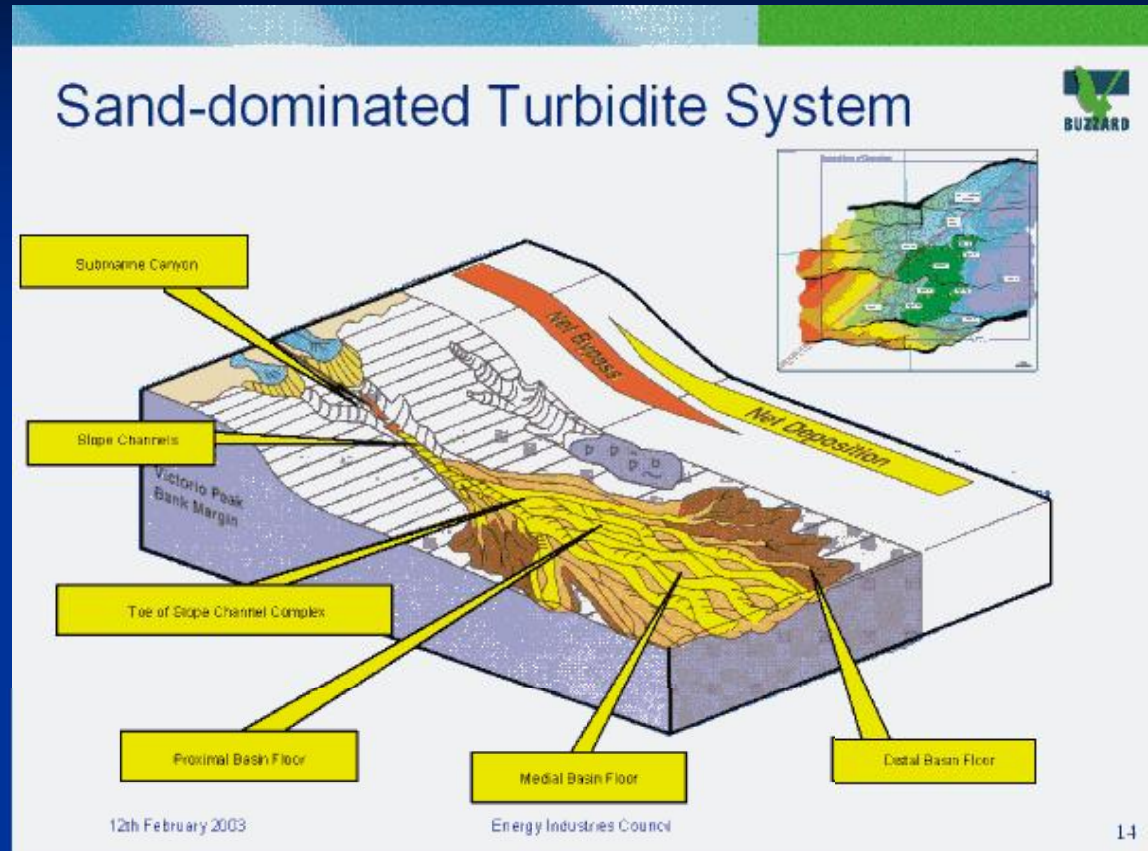 Sand-dominated Turbidite System
BUZZARD
Submarine Canyon
Net Bypass
Net Deposition
Slope Channels
Victorio Peak
Bank Margin
Toe of Slope Channel Complex
Proximal Basin Floor
Medial Basin Floor
Distal Basin Floor
12th February 2003
Energy Industries Council
14